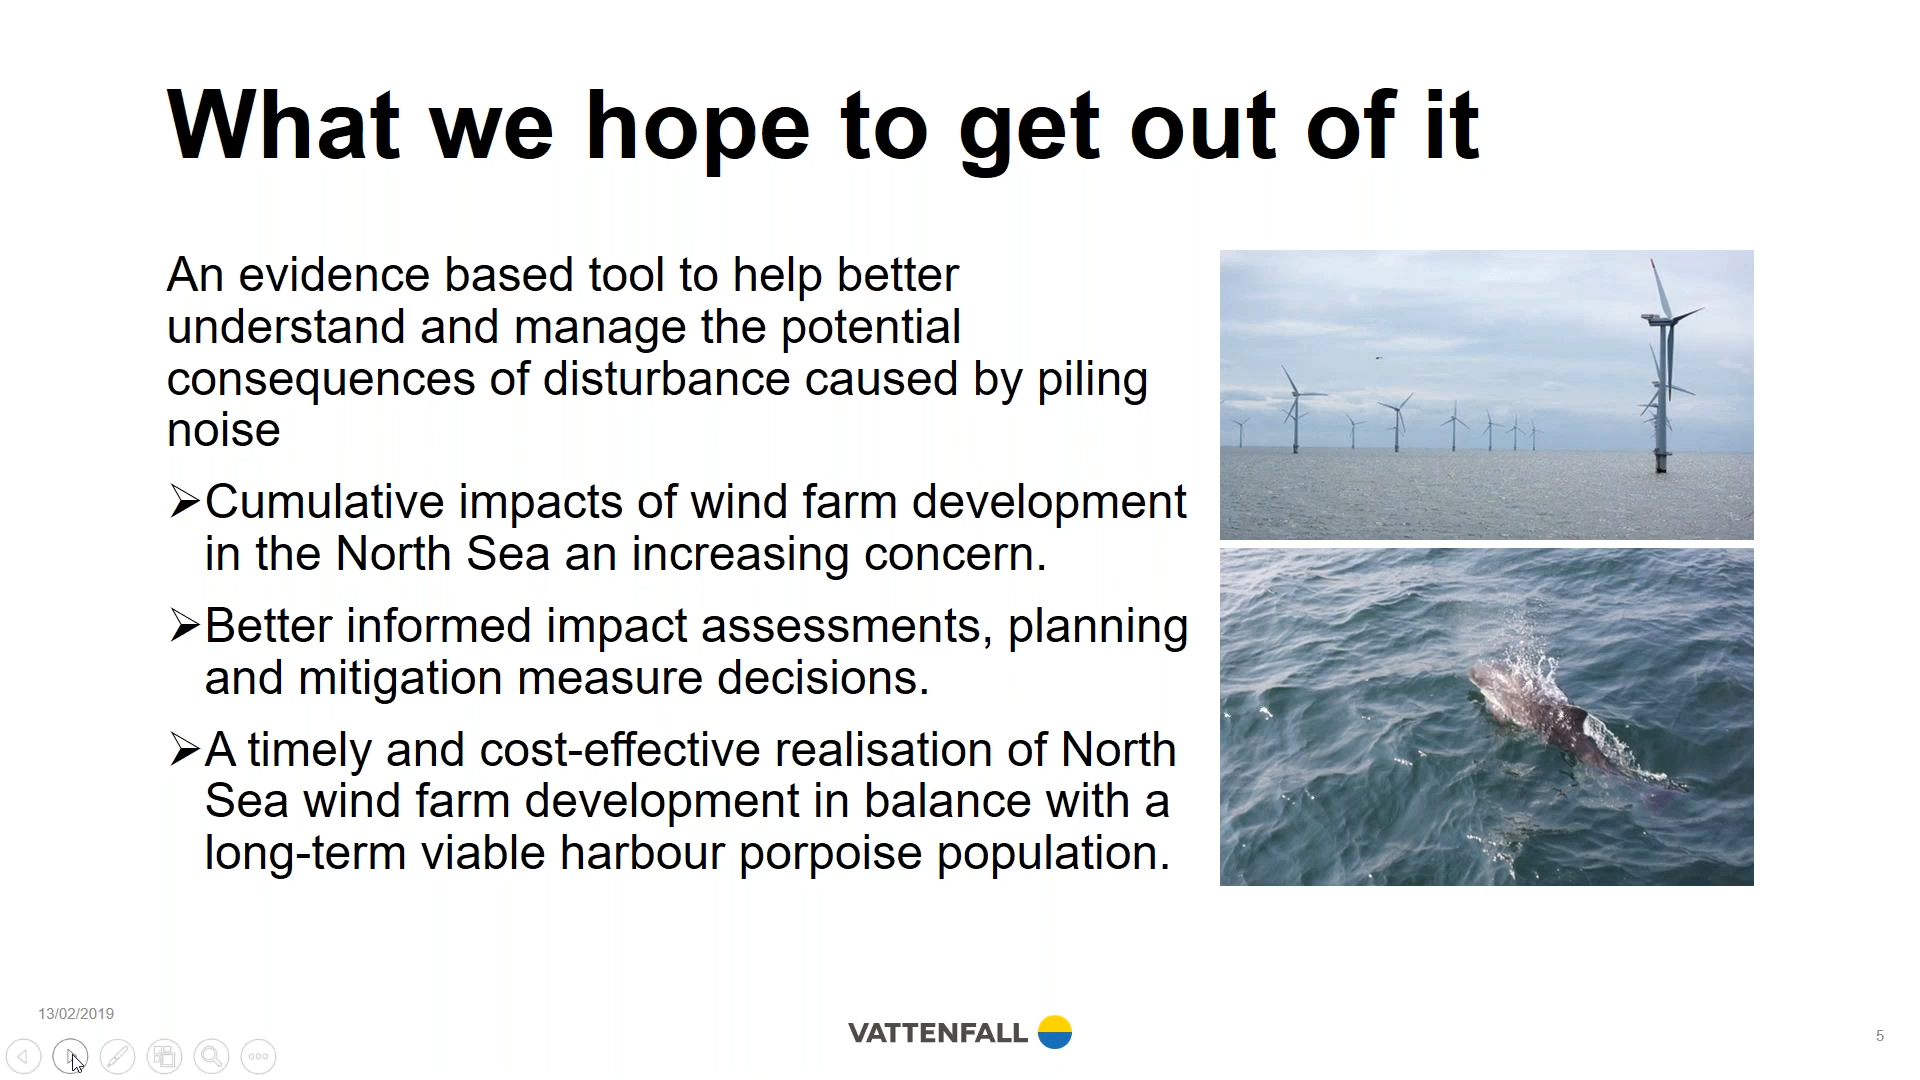 What we hope to get out of it
An evidence based tool to help better
understand and manage the potential
consequences of disturbance caused by piling
noise
➢Cumulative impacts of wind farm development
in the North Sea an increasing concern.
➢Better informed impact assessments, planning
and mitigation measure decisions.
➢A timely and cost-effective realisation of North
Sea wind farm development in balance with a
long-term viable harbour porpoise population.
13/02/2019
VATTENFALL
5